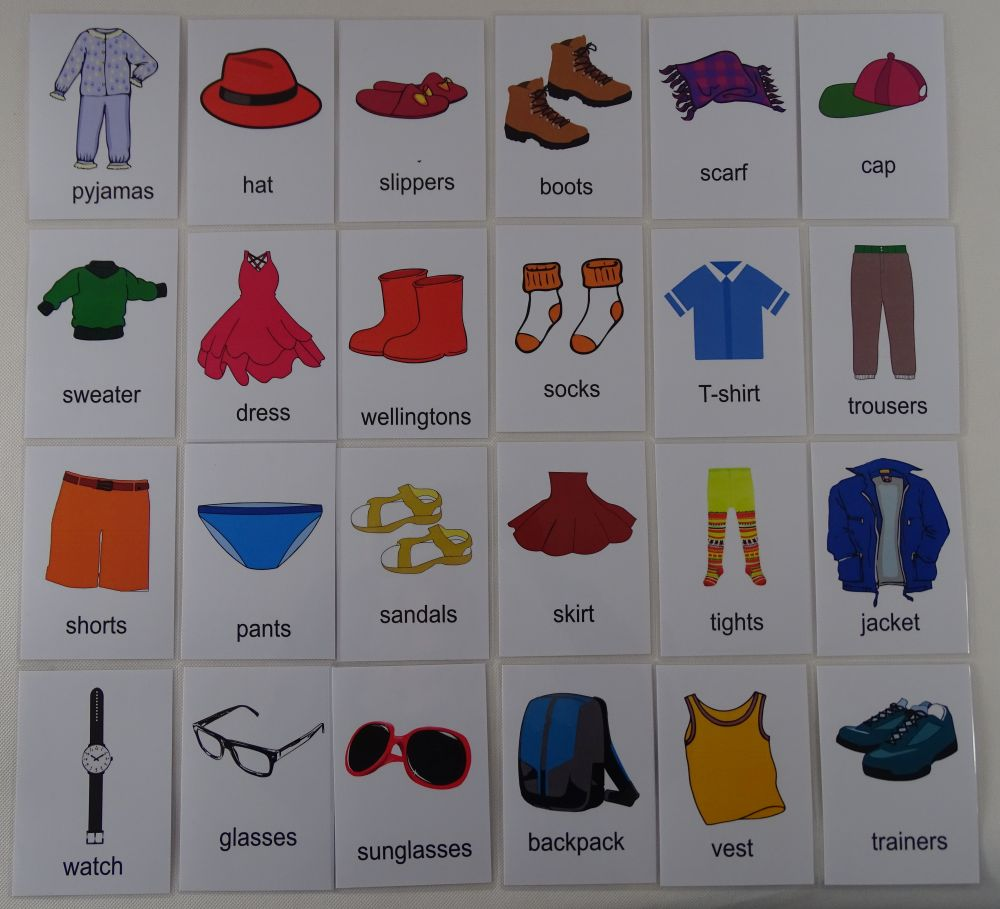 pyjamas
hat
slippers
boots
scarf
cap
sweater
dress
wellingtons
socks
T-shirt
trousers
shorts
pants
sandals
skirt
tights
jacket
watch
glasses
sunglasses
backpack
vest
trainers